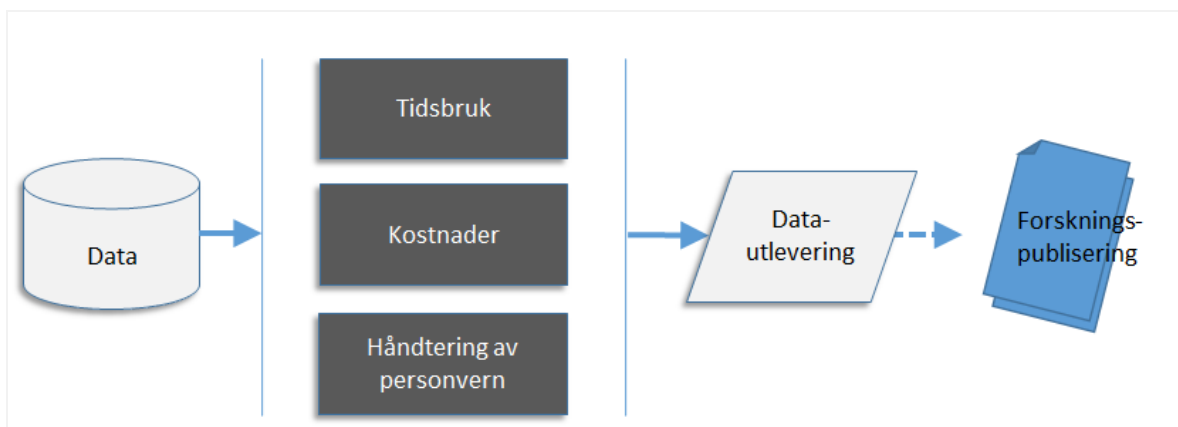 Data
Tidsbruk
Kostnader
Håndtering av
personvern
Data-
utlevering
Forsknings-
publisering